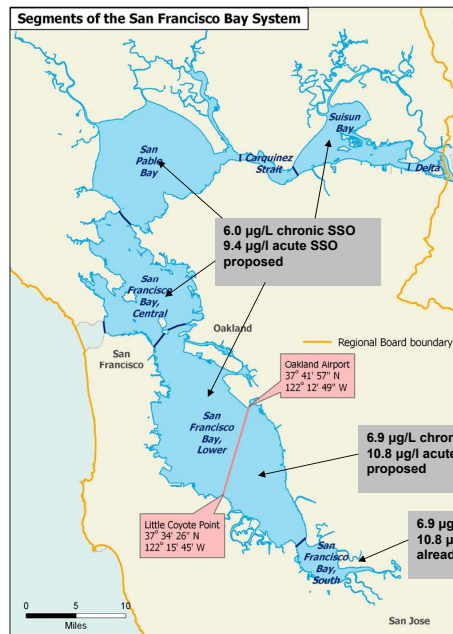 Segments of the San Francisco Bay System
Suisun
Bay
San
Pablo
Bay
Carquinez
Strait
Delta
6.0 µg/L chronic SSO
9.4 µg/l acute SSO
proposed
San
Francisco
Bay,
Central
Oakland
San
Francisco
Regional Board boundary
Oakland Airport
37° 41' 57" N
122° 12' 49" W
San
Francisco
Bay,
Lower
6.9 µg/L chron
10.8 µg/l acute
proposed
Little Coyote Point
37° 34' 26" N
122° 15' 45" W
6.9 µg
10.8 µ
alread
San
Francisco
Bay,
South
0 5 10
Miles
San Jose